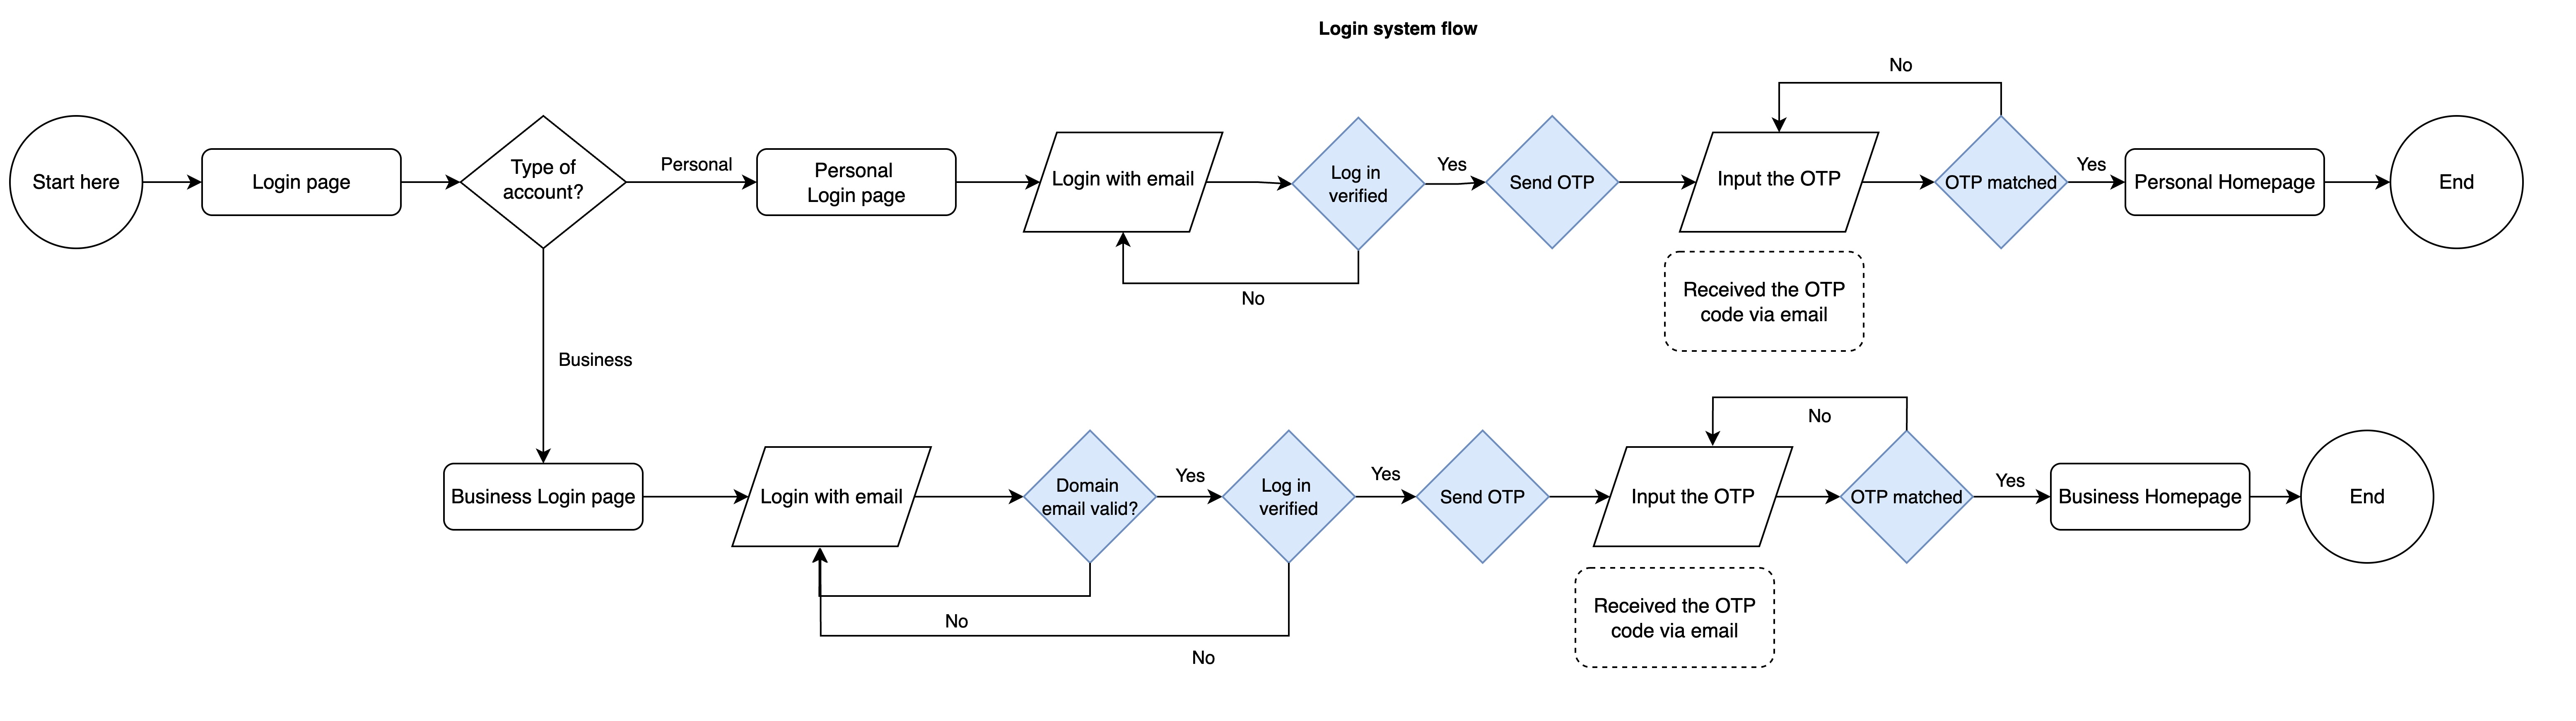 Login system flow
No
Start here
Login page
Type of
account?
Personal
Personal
Login page
Login with email
Log in
verified
Yes
Send OTP
Input the OTP
OTP matched
Yes
Personal Homepage
End
No
Received the OTP
code via email
Business
No
Business Login page
Login with email
Domain
email valid?
Yes
Log in
verified
Yes
Send OTP
Input the OTP
OTP matched
Yes
Business Homepage
End
No
No
Received the OTP
code via email